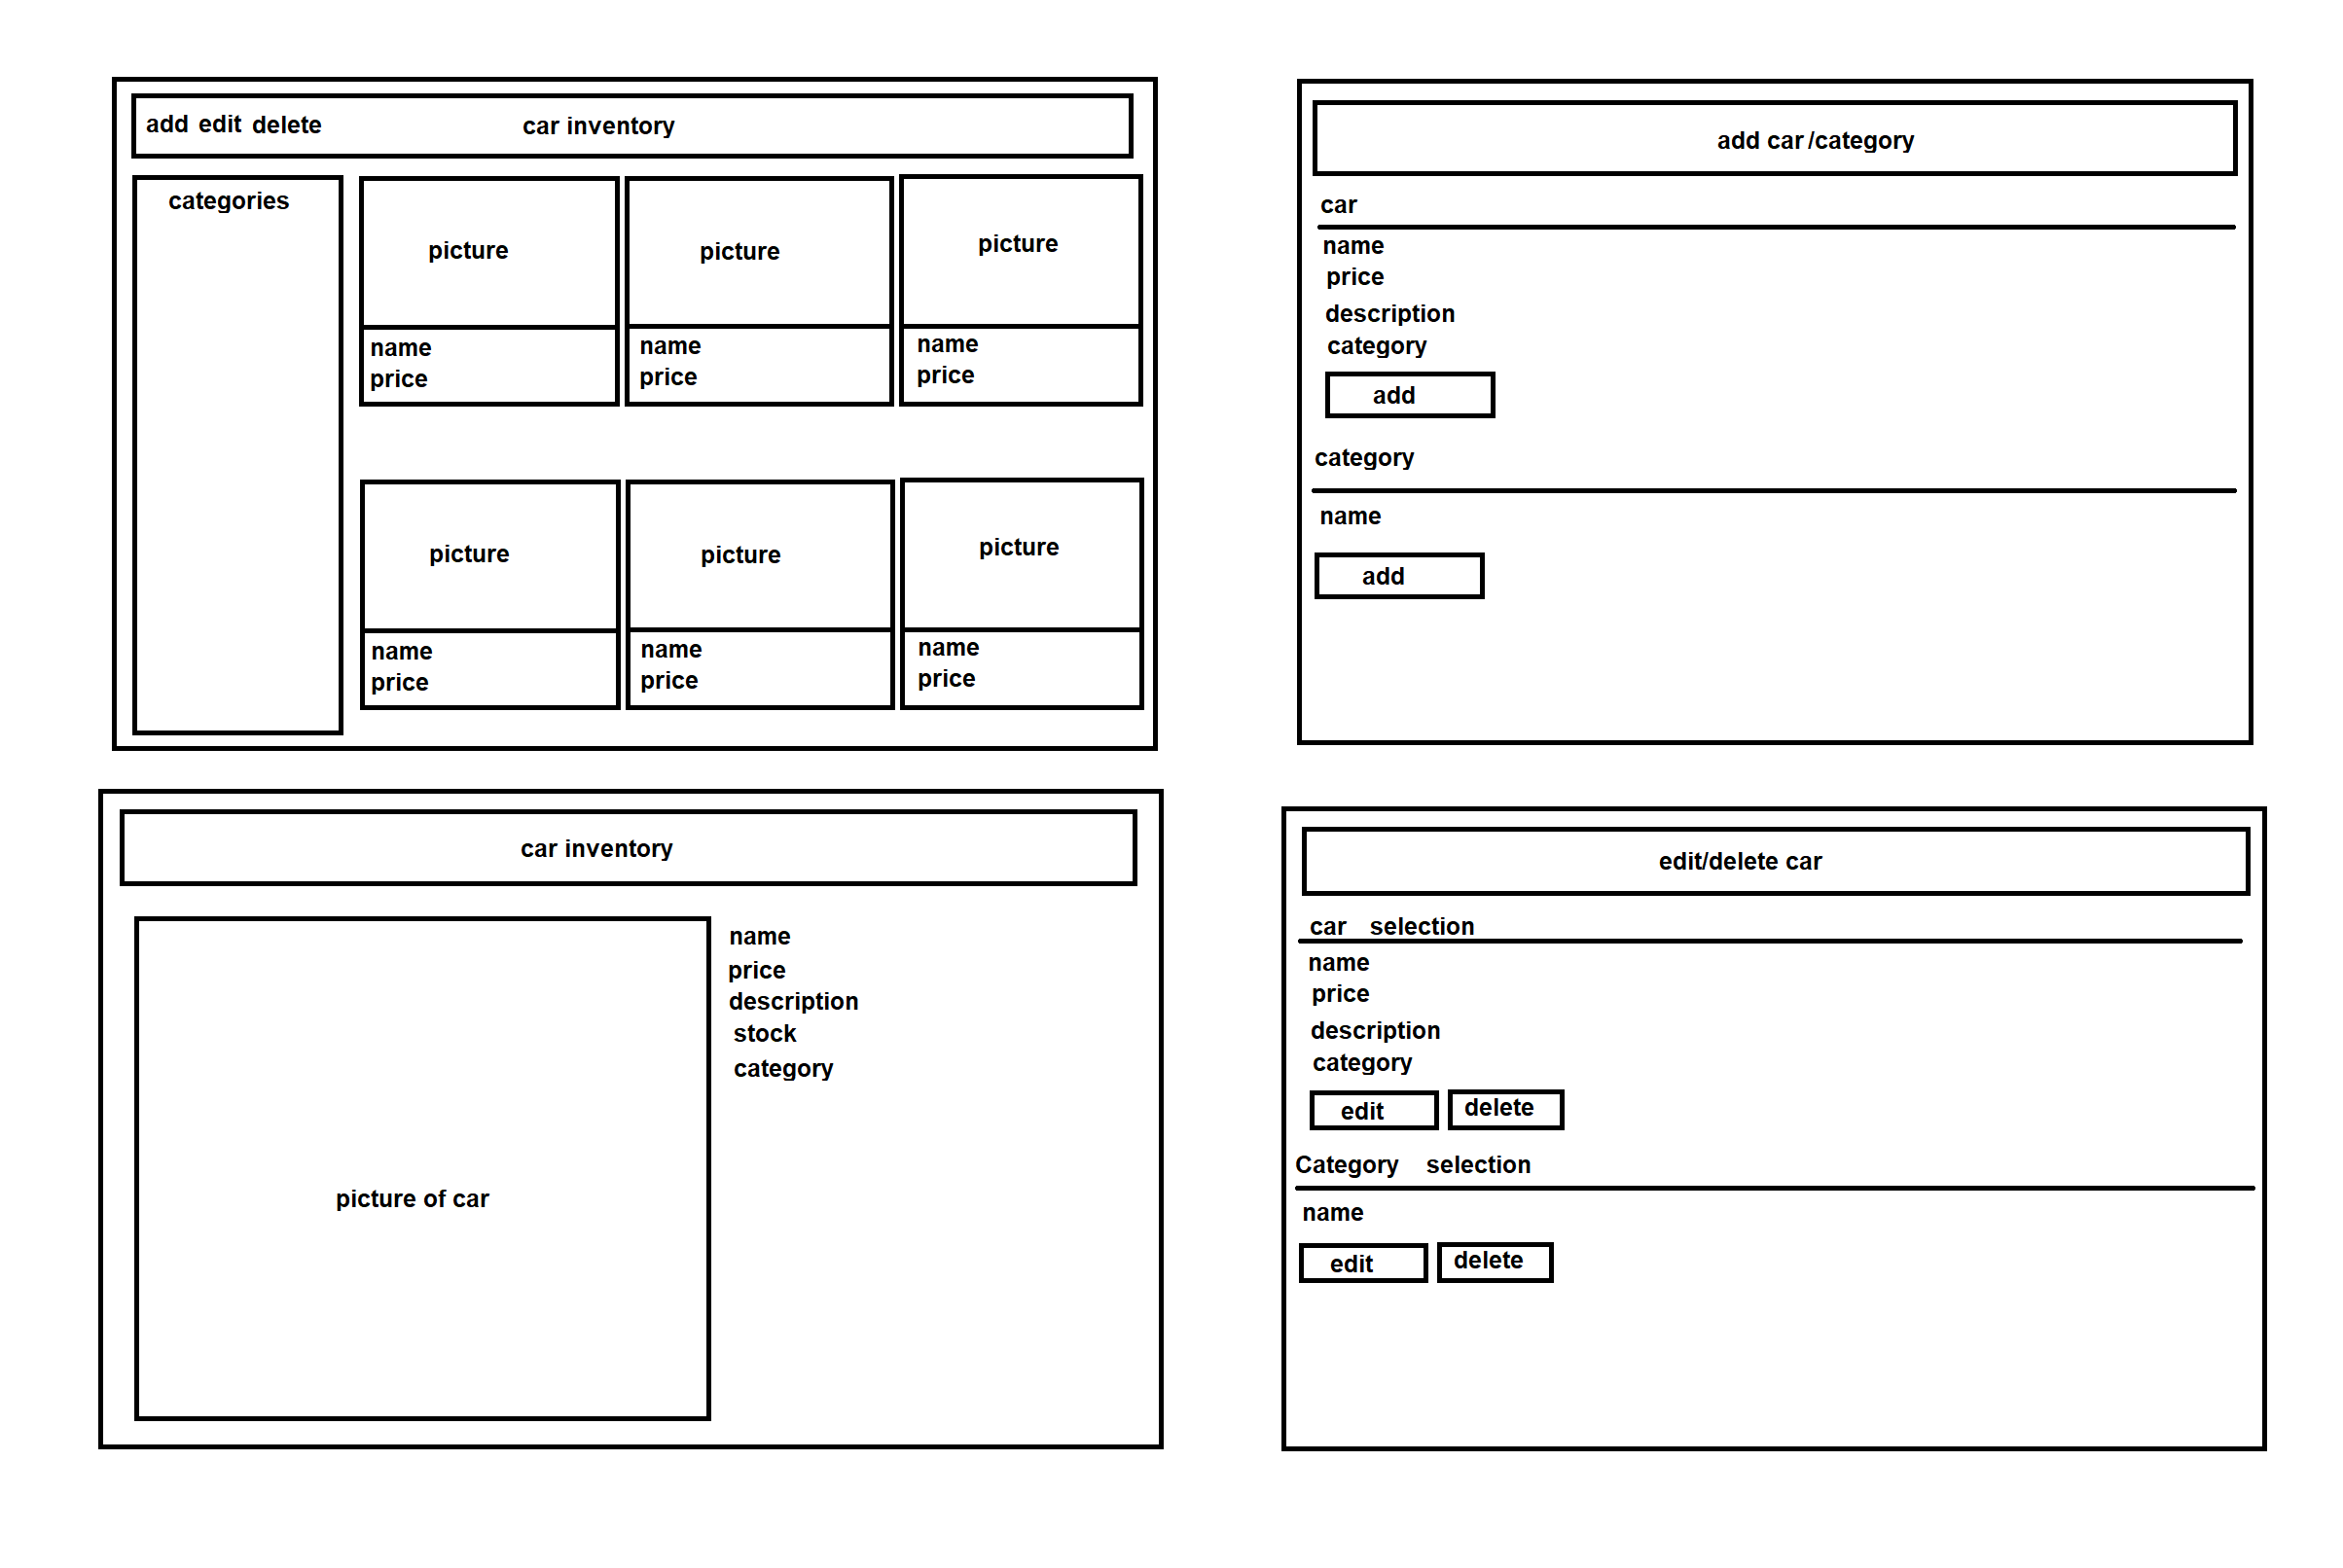 add edit delete car inventory
categories
picture picture picture
name name name
price price price
picture picture picture
name name name
price price price
add car/category
car
name
price
description
category
add
category
name
add
car inventory
picture of car
name
price
description
stock
category
edit/delete car
car selection
name
price
description
category
edit delete
Category selection
name
edit delete